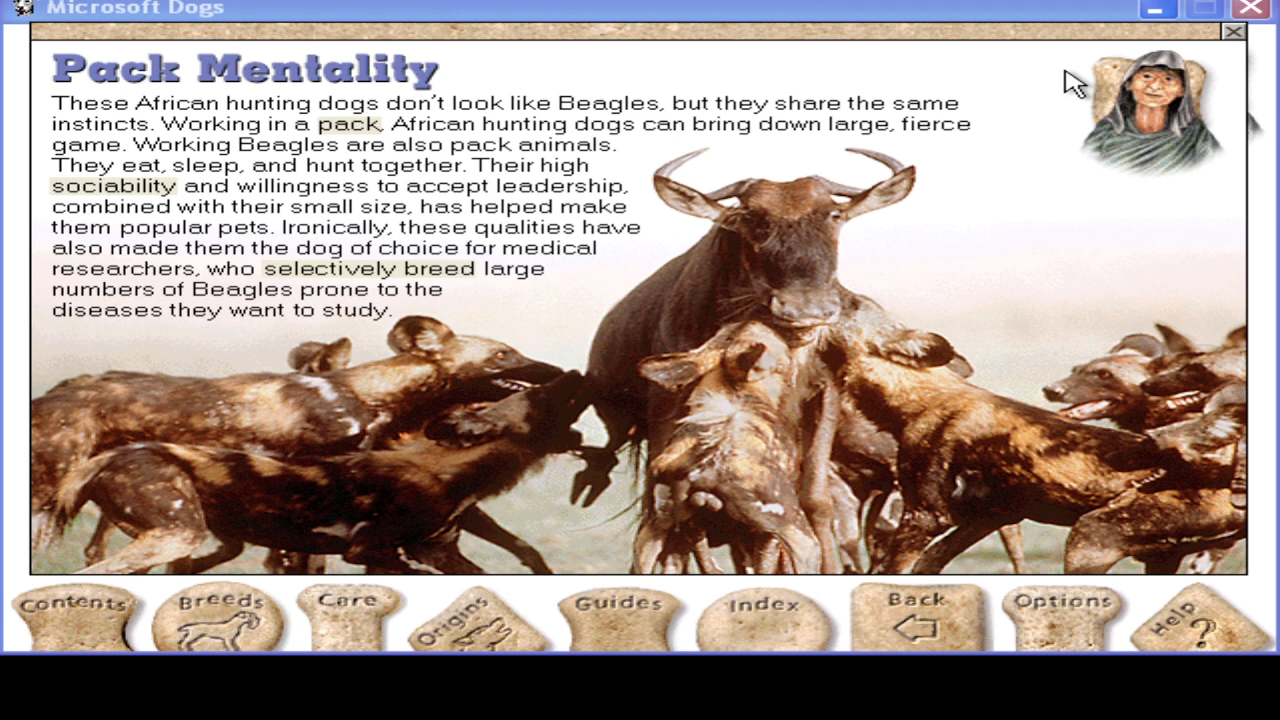 Microsoft Dogs
Pack Mentality
These African hunting dogs don't look like Beagles, but they share the same
instincts. Working in a pack, African hunting dogs can bring down large, fierce
game. Working Beagles are also pack animals.
They eat, sleep, and hunt together. Their high
sociability and willingness to accept leadership,
combined with their small size, has helped make
them popular pets. Ironically, these qualities have
also made them the dog of choice for medical
researchers, who selectively breed large
numbers of Beagles prone to the
diseases they want to study.
Contents
Breeds
Care
Origins
Guides
Index
Back
Options
Help
?